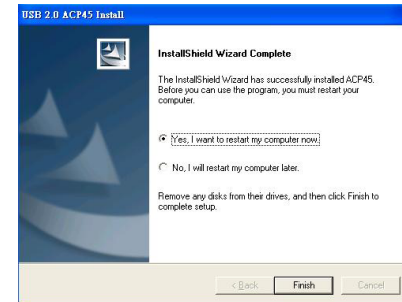 USB 2.0 ACP45 Install
InstallShield Wizard Complete
The InstallShield Wizard has successfully installed ACP45.
Before you can use the program, you must restart your
computer.
Yes, I want to restart my computer now.
No, I will restart my computer later.
Remove any disks from their drives, and then click Finish to
complete setup.
< Back
Finish
Cancel